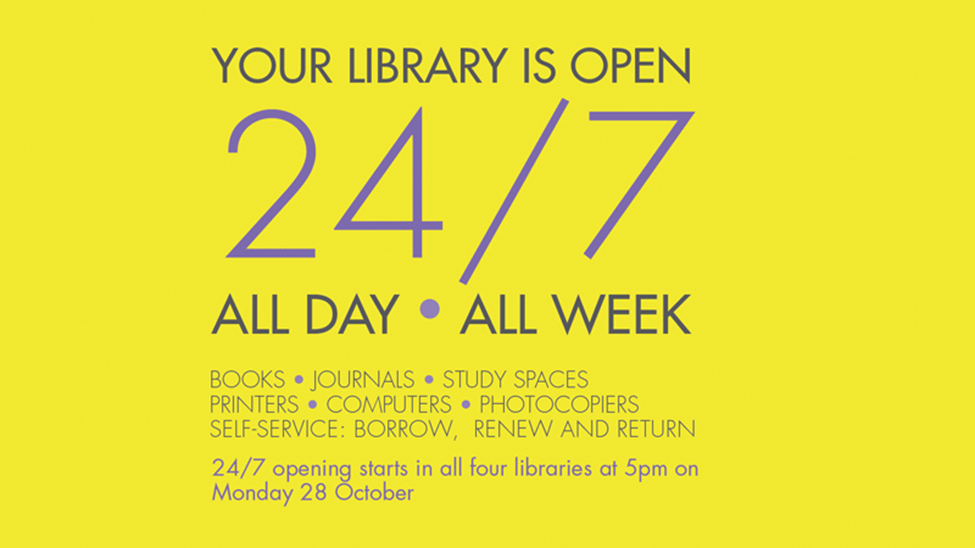 YOUR LIBRARY IS OPEN
24/7
ALL DAY • ALL WEEK
BOOKS • JOURNALS • STUDY SPACES
PRINTERS • COMPUTERS • PHOTOCOPIERS
SELF-SERVICE: BORROW, RENEW AND RETURN
24/7 opening starts in all four libraries at 5pm on
Monday 28 October